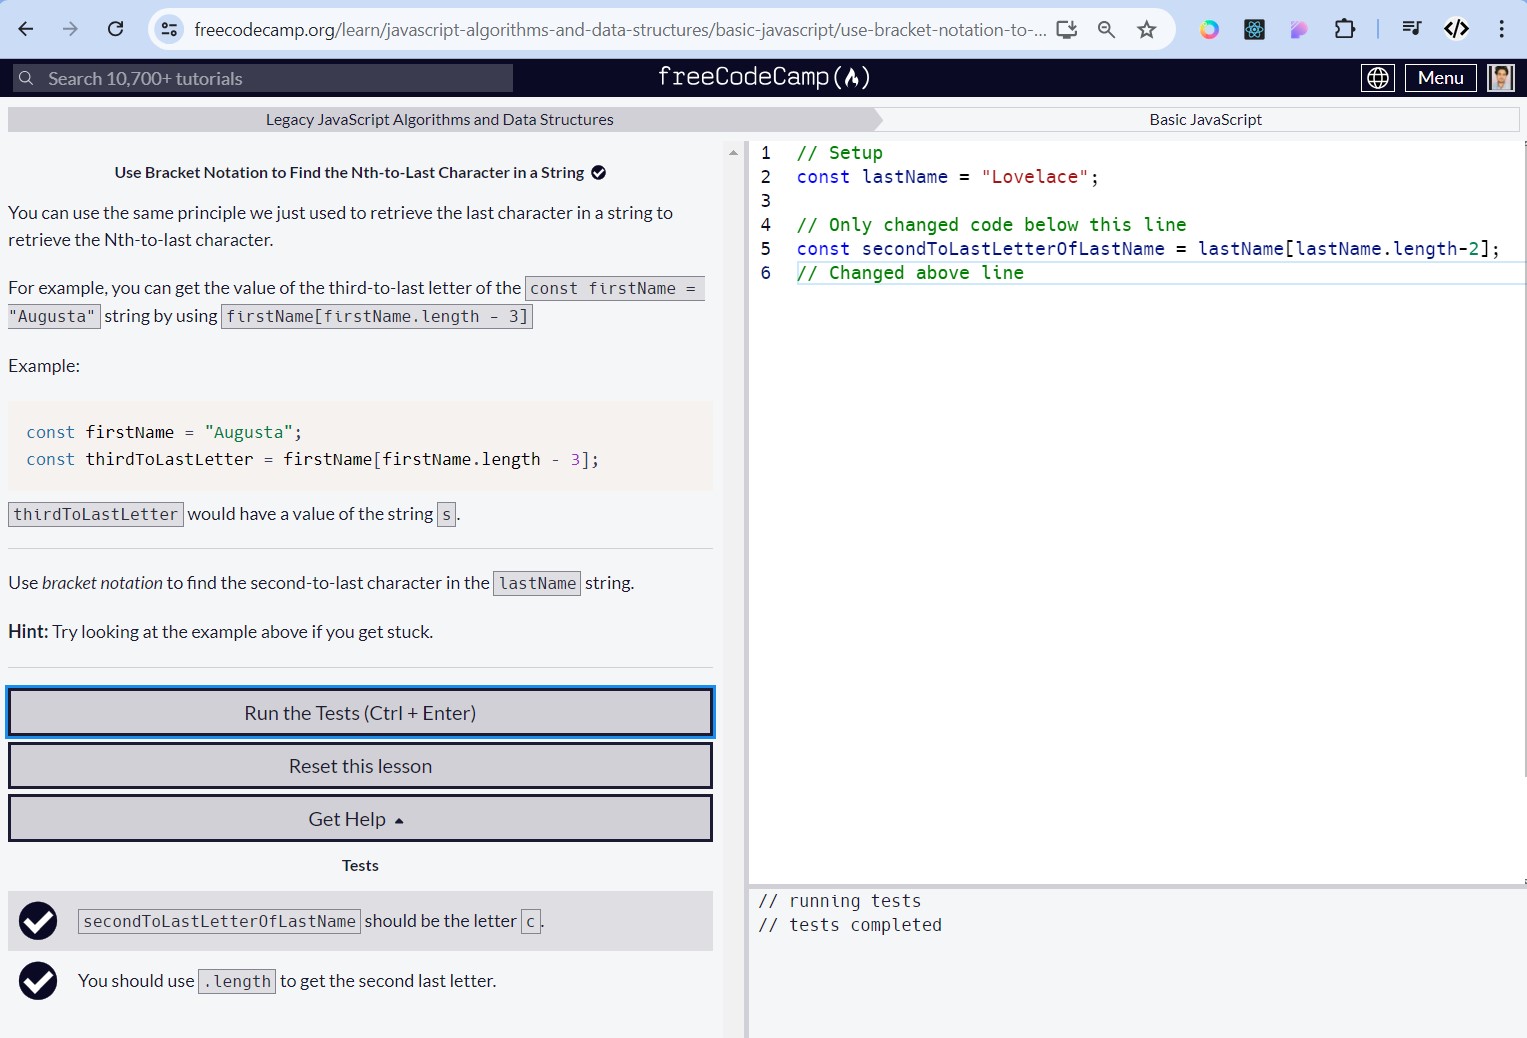 freecodecamp.org/learn/javascript-algorithms-and-data-structures/basic-javascript/use-bracket-notation-to-...
Search 10,700+ tutorials
freeCodeCamp
Menu
Legacy JavaScript Algorithms and Data Structures
Basic JavaScript
Use Bracket Notation to Find the Nth-to-Last Character in a String
You can use the same principle we just used to retrieve the last character in a string to
retrieve the Nth-to-last character.
For example, you can get the value of the third-to-last letter of the const firstName =
"Augusta" string by using firstName[firstName.length - 3]
Example:
const firstName = "Augusta";
const thirdToLastLetter = firstName[firstName.length - 3];
thirdToLastLetter would have a value of the string s.
Use bracket notation to find the second-to-last character in the lastName string.
Hint: Try looking at the example above if you get stuck.
Run the Tests (Ctrl + Enter)
Reset this lesson
Get Help
Tests
secondToLastLetterOfLastName should be the letter c.
You should use .length to get the second last letter.
1 // Setup
2 const lastName = "Lovelace";
3
4 // Only changed code below this line
5 const secondToLastLetterOfLastName = lastName[lastName.length-2];
6 // Changed above line
// running tests
// tests completed